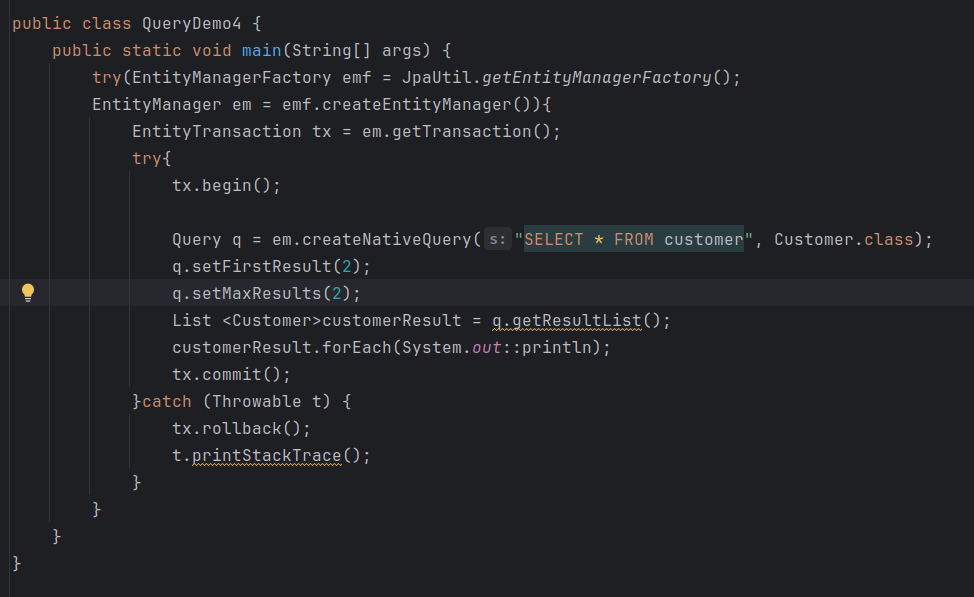 public class QueryDemo4 {
public static void main(String[] args) {
try(EntityManagerFactory emf = JpaUtil.getEntityManagerFactory();
EntityManager em = emf.createEntityManager()){
EntityTransaction tx = em.getTransaction();
try{
tx.begin();
Query q = em.createNativeQuery( s: "SELECT * FROM customer", Customer.class);
q.setFirstResult(2);
q.setMaxResults(2);
List <Customer>customerResult = q.getResultList();
customerResult.forEach(System.out::println);
tx.commit();
}catch (Throwable t) {
tx.rollback();
t.printStackTrace();
}
}
}
}